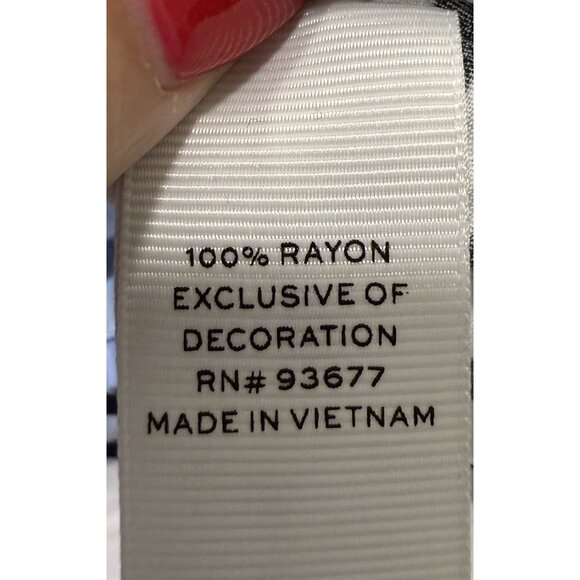 100% RAYON
EXCLUSIVE OF
DECORATION
RN# 93677
MADE IN VIETNAM